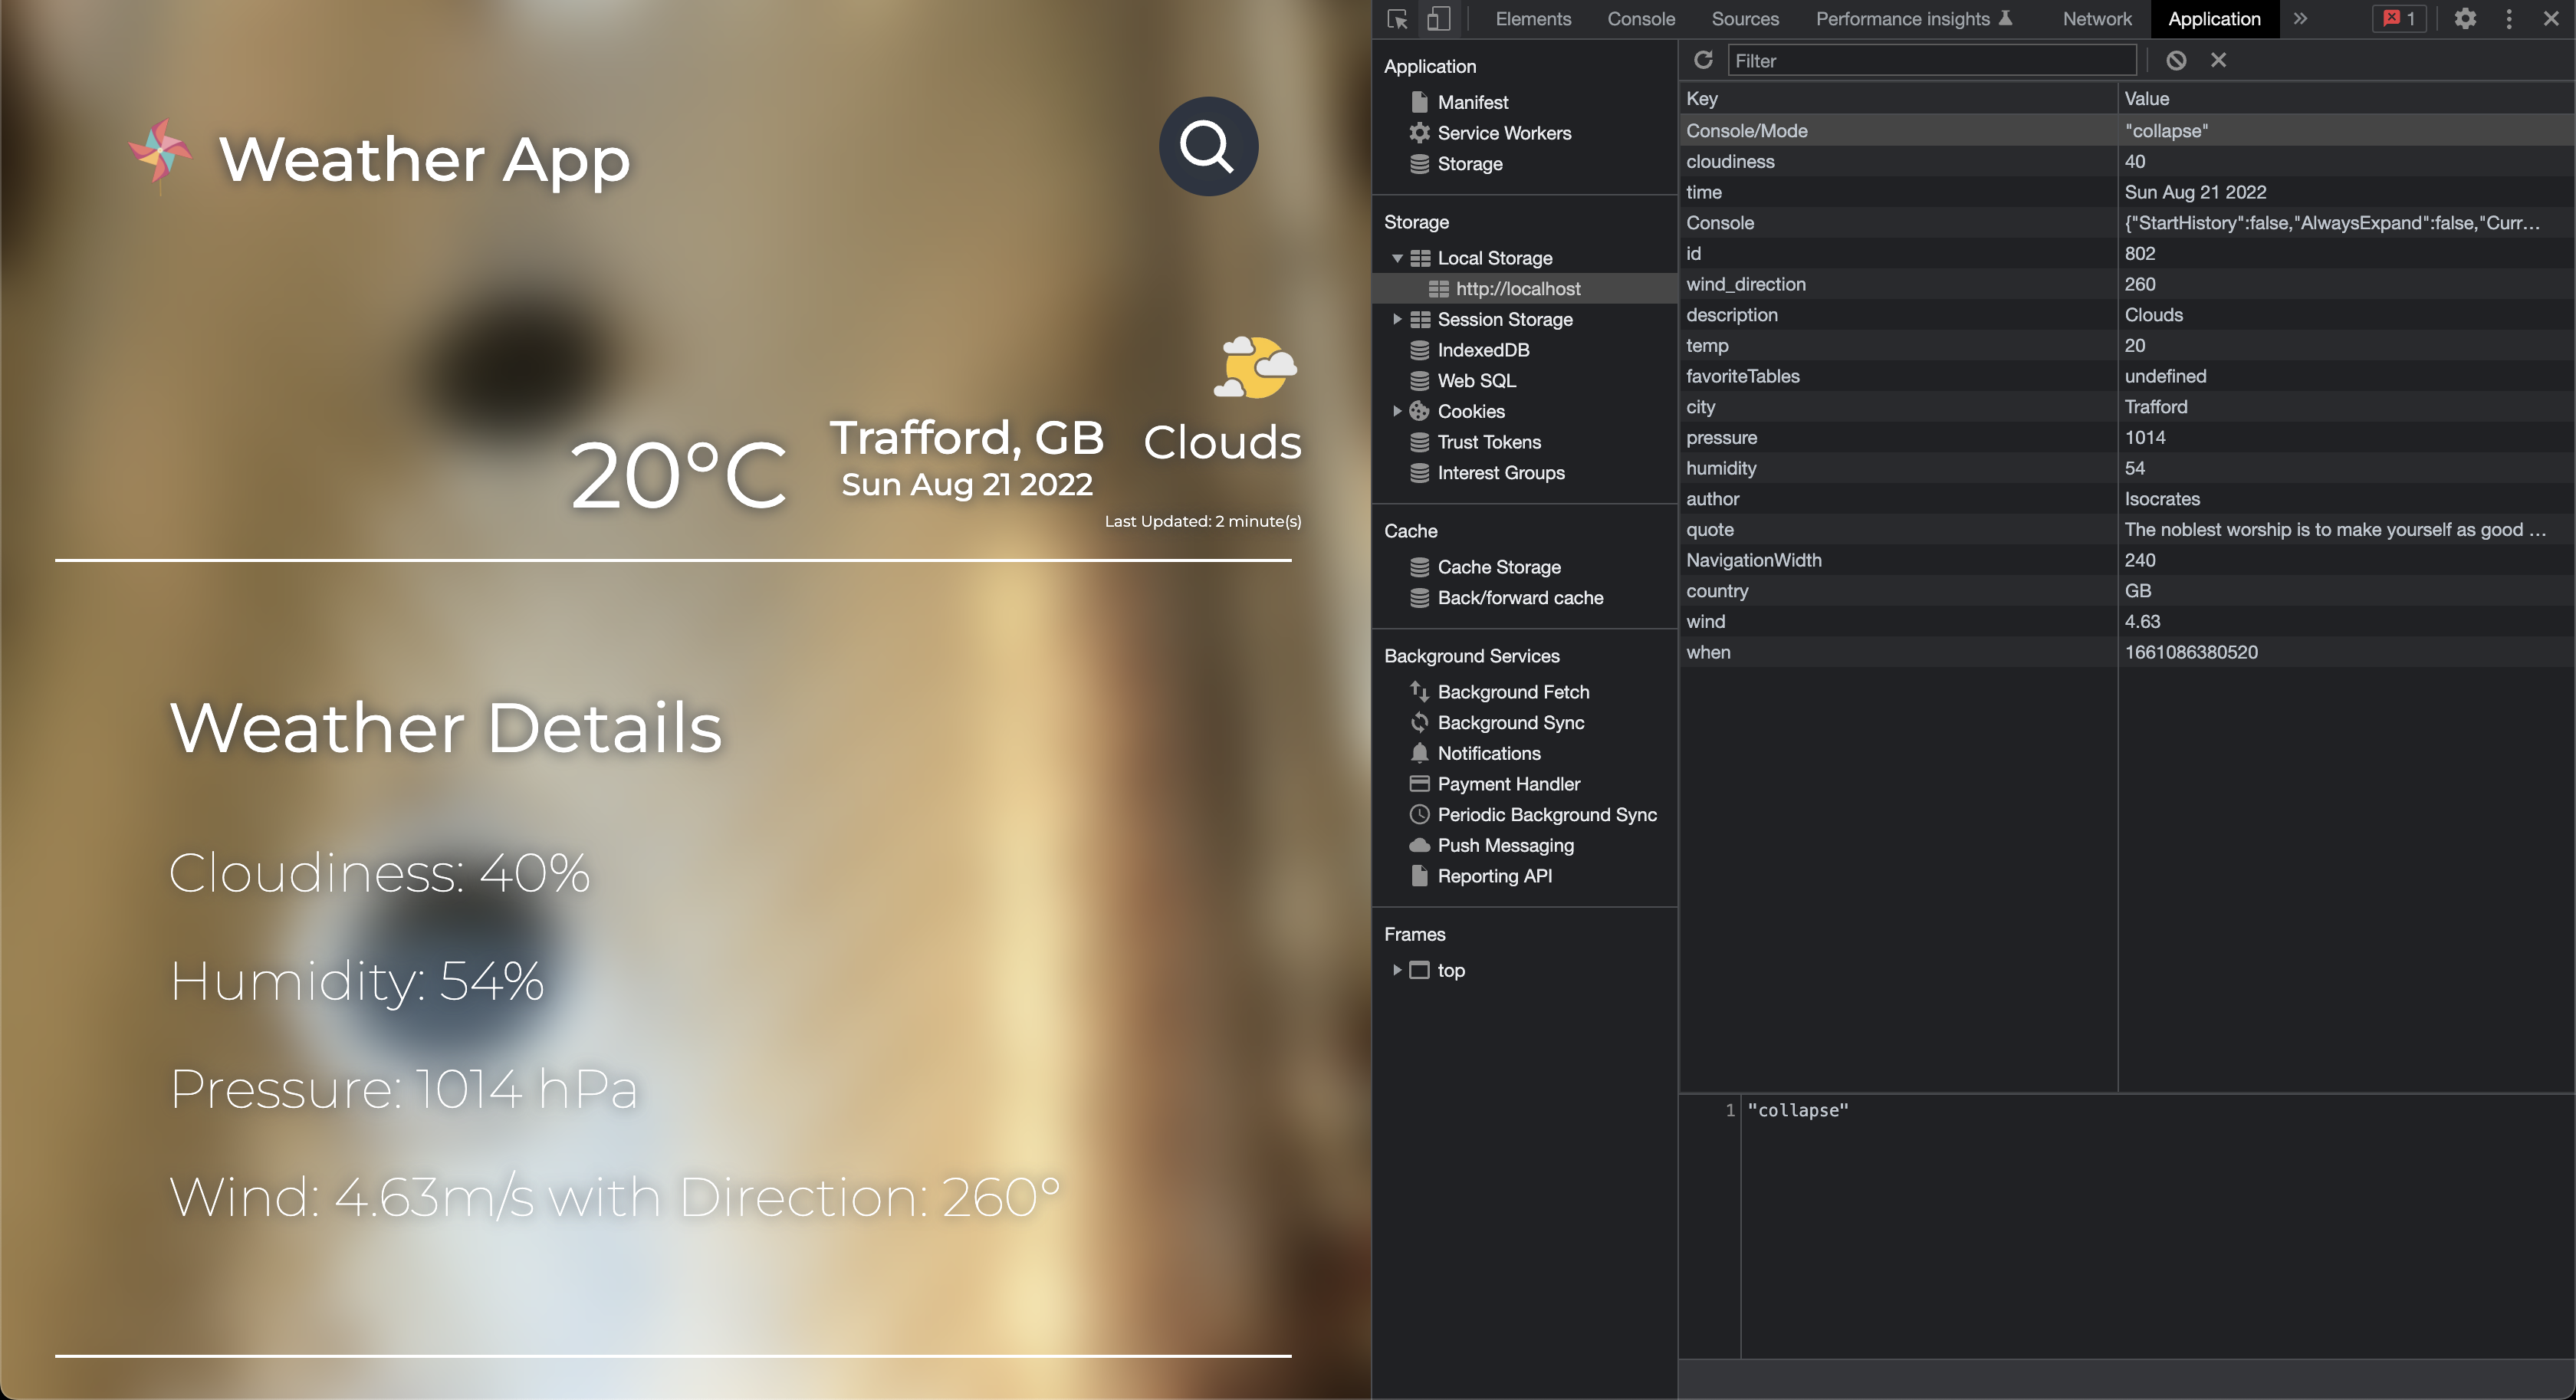 Weather App
20°C
Trafford, GB
Sun Aug 21 2022
Clouds
Last Updated: 2 minute(s)
Weather Details
Cloudiness: 40%
Humidity: 54%
Pressure: 1014 hPa
Wind: 4.63m/s with Direction: 260°
Elements Console Sources Performance insights Network Application » 1
Application
Manifest
Service Workers
Storage
Storage
Local Storage
http://localhost
Session Storage
IndexedDB
Web SQL
Cookies
Trust Tokens
Interest Groups
Cache
Cache Storage
Back/forward cache
Background Services
Background Fetch
Background Sync
Notifications
Payment Handler
Periodic Background Sync
Push Messaging
Reporting API
Frames
top
Filter
Key Value
Console/Mode "collapse"
cloudiness 40
time Sun Aug 21 2022
Console {"StartHistory":false,"AlwaysExpand":false,"Curr...
id 802
wind_direction 260
description Clouds
temp 20
favoriteTables undefined
city Trafford
pressure 1014
humidity 54
author Isocrates
quote The noblest worship is to make yourself as good ...
NavigationWidth 240
country GB
wind 4.63
when 1661086380520
1 "collapse"